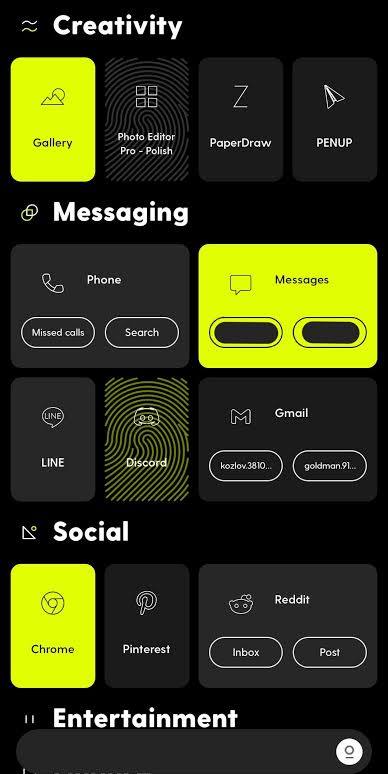 Creativity
Gallery
Photo Editor
Pro - Polish
PaperDraw
PENUP
Messaging
Phone
Missed calls
Search
Messages
LINE
LINE
Discord
Gmail
kozlov.3810...
goldman.91...
Social
Chrome
Pinterest
Reddit
Inbox
Post
Entertainment